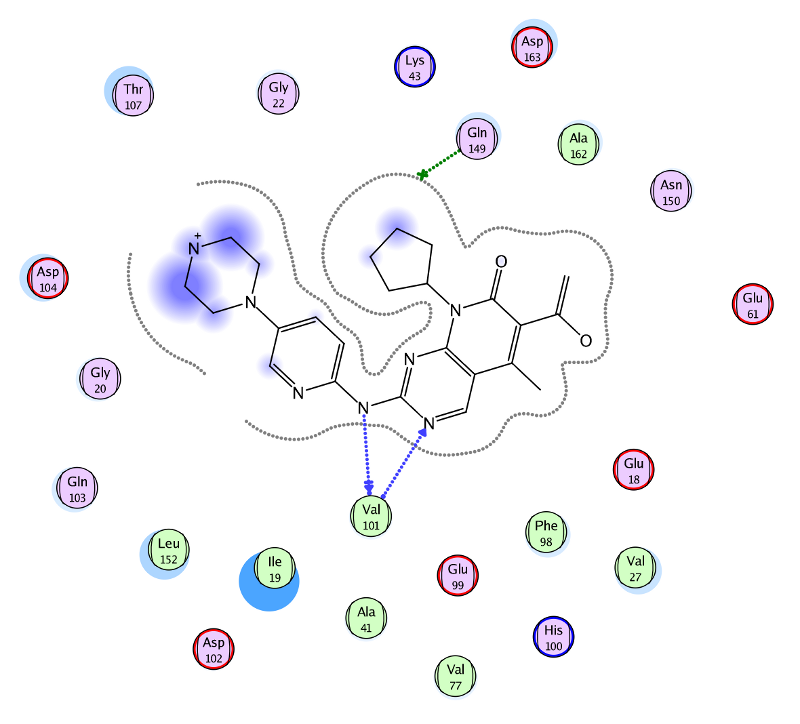 Asp
163
Lys
43
Thr
107
Gly
22
Gln
149
Ala
162
Asn
150
N
+
O
Asp
104
N
N
O
Glu
61
N
Gly
20
N
N
N
Glu
18
Gln
103
Val
101
Phe
98
Leu
152
Ile
19
Glu
99
Val
27
Ala
41
Asp
102
His
100
Val
77